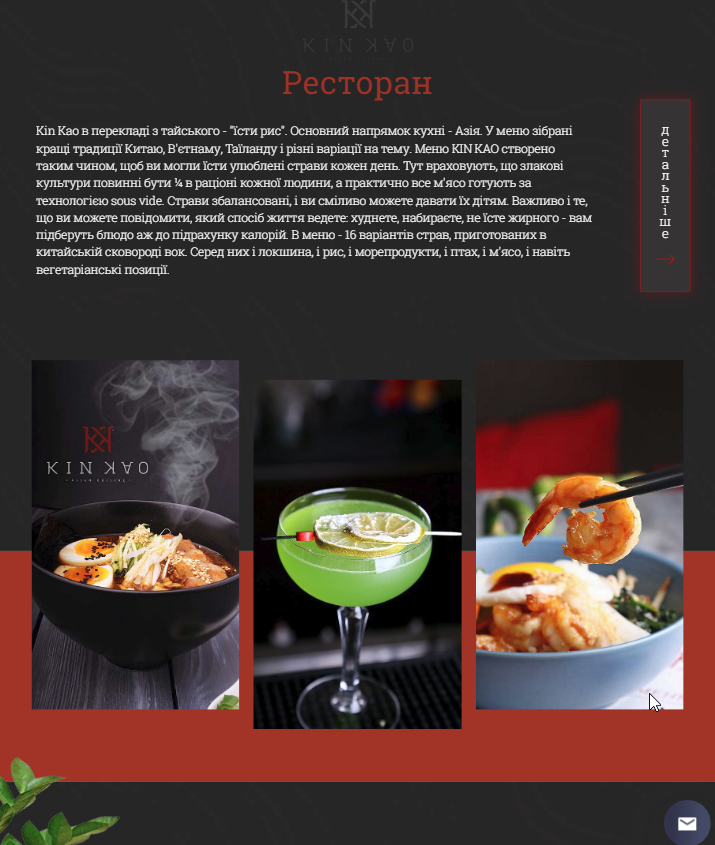 KIN KAO
Ресторан
Kin Kao в перекладі з тайського - "їсти рис". Основний напрямок кухні - Азія. У меню зібрані
кращі традиції Китаю, В'єтнаму, Таїланду і різні варіації на тему. Меню KIN KAO створено
таким чином, щоб ви могли їсти улюблені страви кожен день. Тут враховують, що злакові
культури повинні бути ¼ в раціоні кожної людини, а практично все м'ясо готують за
технологією sous vide. Страви збалансовані, і ви сміливо можете давати їх дітям. Важливо і те,
що ви можете повідомити, який спосіб життя ведете: худнете, набираєте, не їсте жирного - вам
підберуть блюдо аж до підрахунку калорій. В меню - 16 варіантів страв, приготованих в
китайській сковороді вок. Серед них і локшина, і рис, і морепродукти, і птах, і м'ясо, і навіть
вегетаріанські позиції.
детальніше
KIN KAO